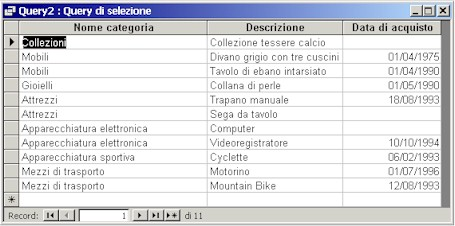 Query2 : Query di selezione
Nome categoria Descrizione Data di acquisto
Collezioni Collezione tessere calcio
Mobili Divano grigio con tre cuscini 01/04/1975
Mobili Tavolo di ebano intarsiato 01/04/1990
Gioielli Collana di perle 01/05/1990
Attrezzi Trapano manuale 18/08/1993
Attrezzi Sega da tavolo
Apparecchiatura elettronica Computer
Apparecchiatura elettronica Videoregistratore 10/10/1994
Apparecchiatura sportiva Cyclette 06/02/1993
Mezzi di trasporto Motorino 01/07/1996
Mezzi di trasporto Mountain Bike 12/08/1993
Record: 1 di 11